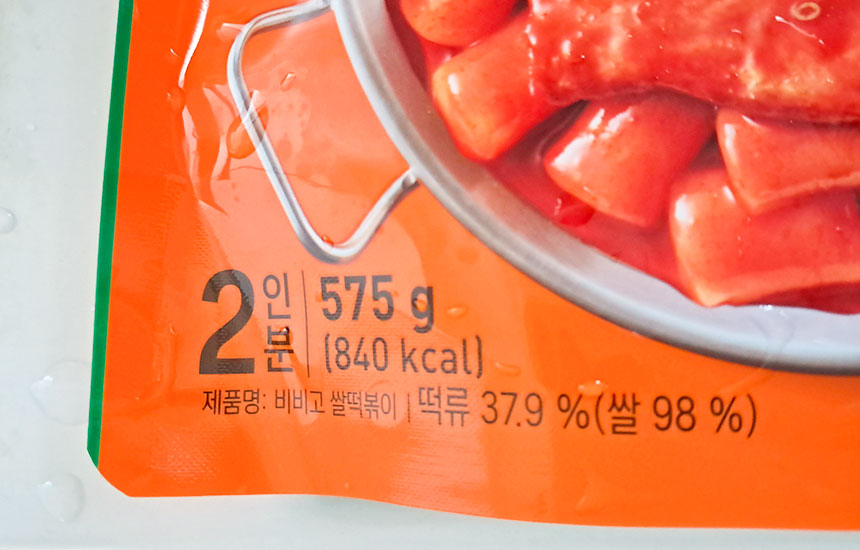 2인분 575 g
(840 kcal)
제품명: 비비고 쌀떡볶이 | 떡류 37.9 %(쌀 98 %)